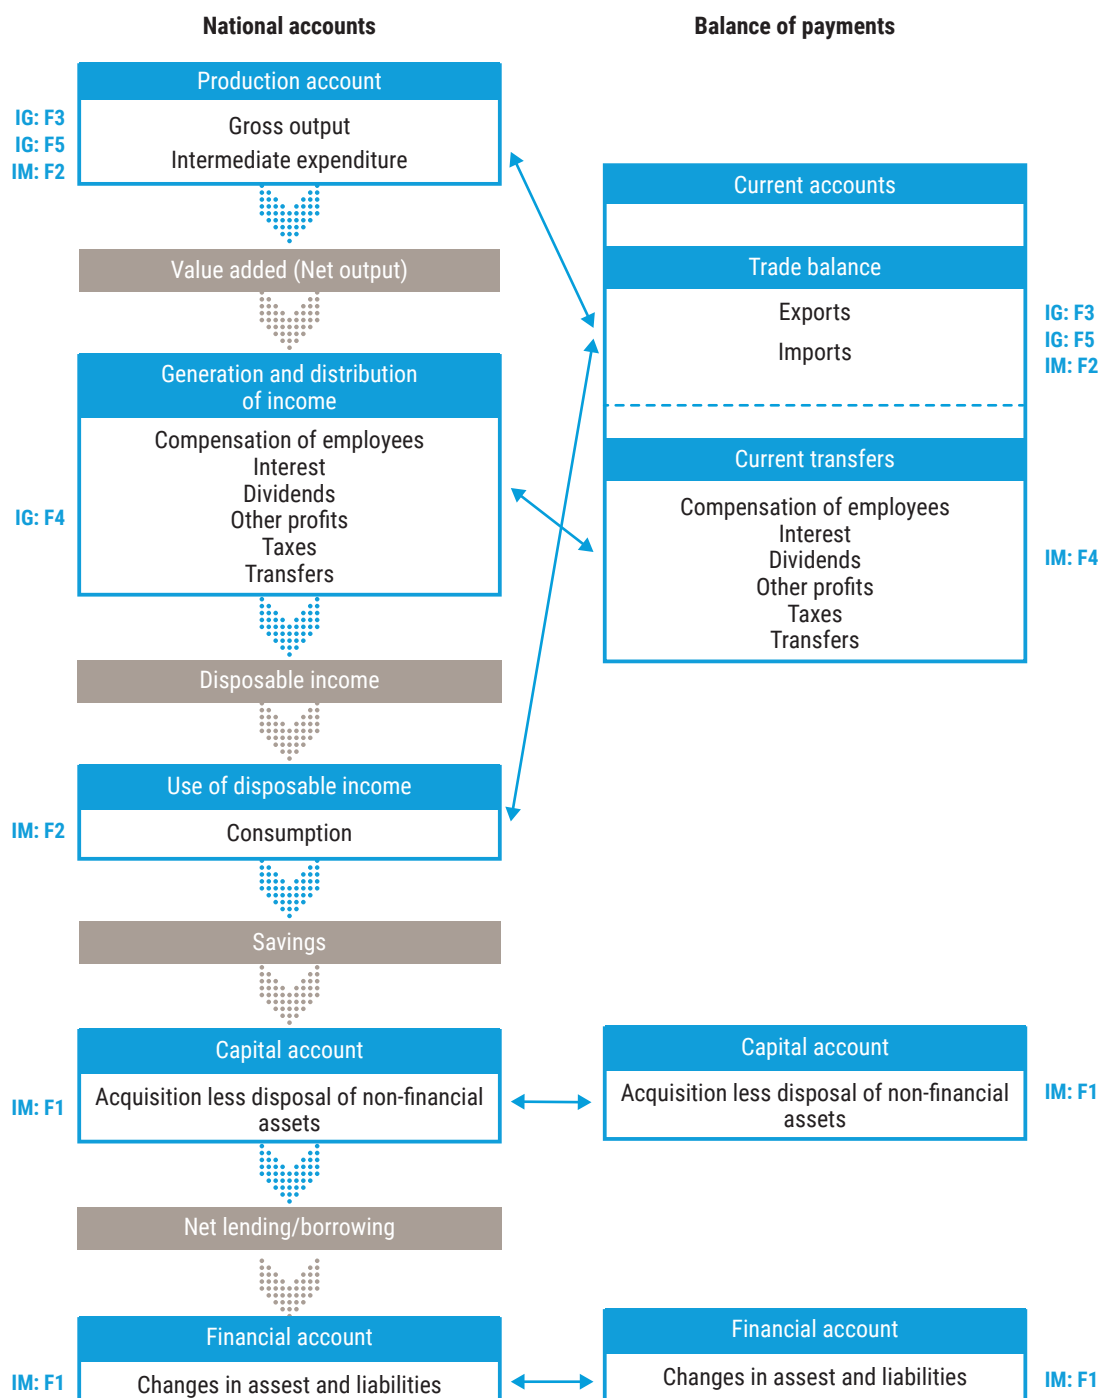 National accounts
Balance of payments
Production account
IG: F3
IG: F5
IM: F2
Gross output
Intermediate expenditure
Value added (Net output)
Generation and distribution
of income
IG: F4
Compensation of employees
Interest
Dividends
Other profits
Taxes
Transfers
Disposable income
Use of disposable income
IM: F2
Consumption
Savings
Capital account
IM: F1
Acquisition less disposal of non-financial
assets
Net lending/borrowing
Financial account
IM: F1
Changes in assest and liabilities
Current accounts
Trade balance
Exports
Imports
IG: F3
IG: F5
IM: F2
Current transfers
Compensation of employees
Interest
Dividends
Other profits
Taxes
Transfers
IM: F4
Capital account
Acquisition less disposal of non-financial
assets
IM: F1
Financial account
Changes in assest and liabilities
IM: F1